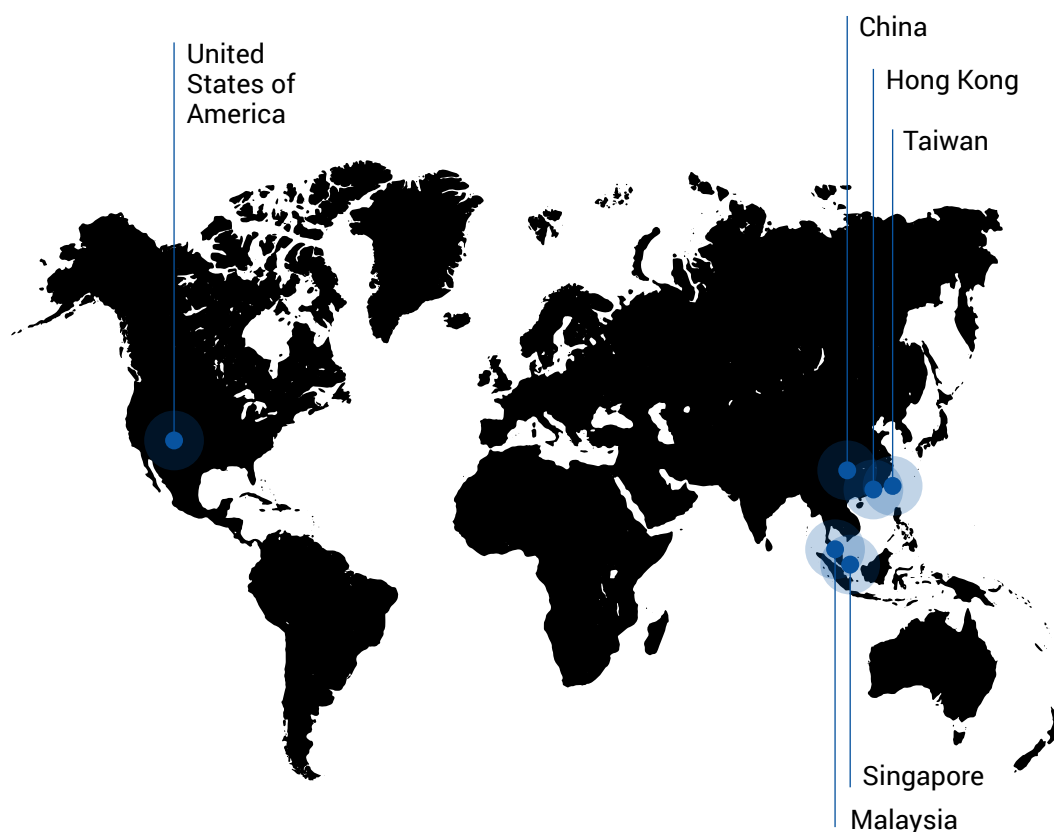 China
United
States of
America
Hong Kong
Taiwan
Singapore
Malaysia